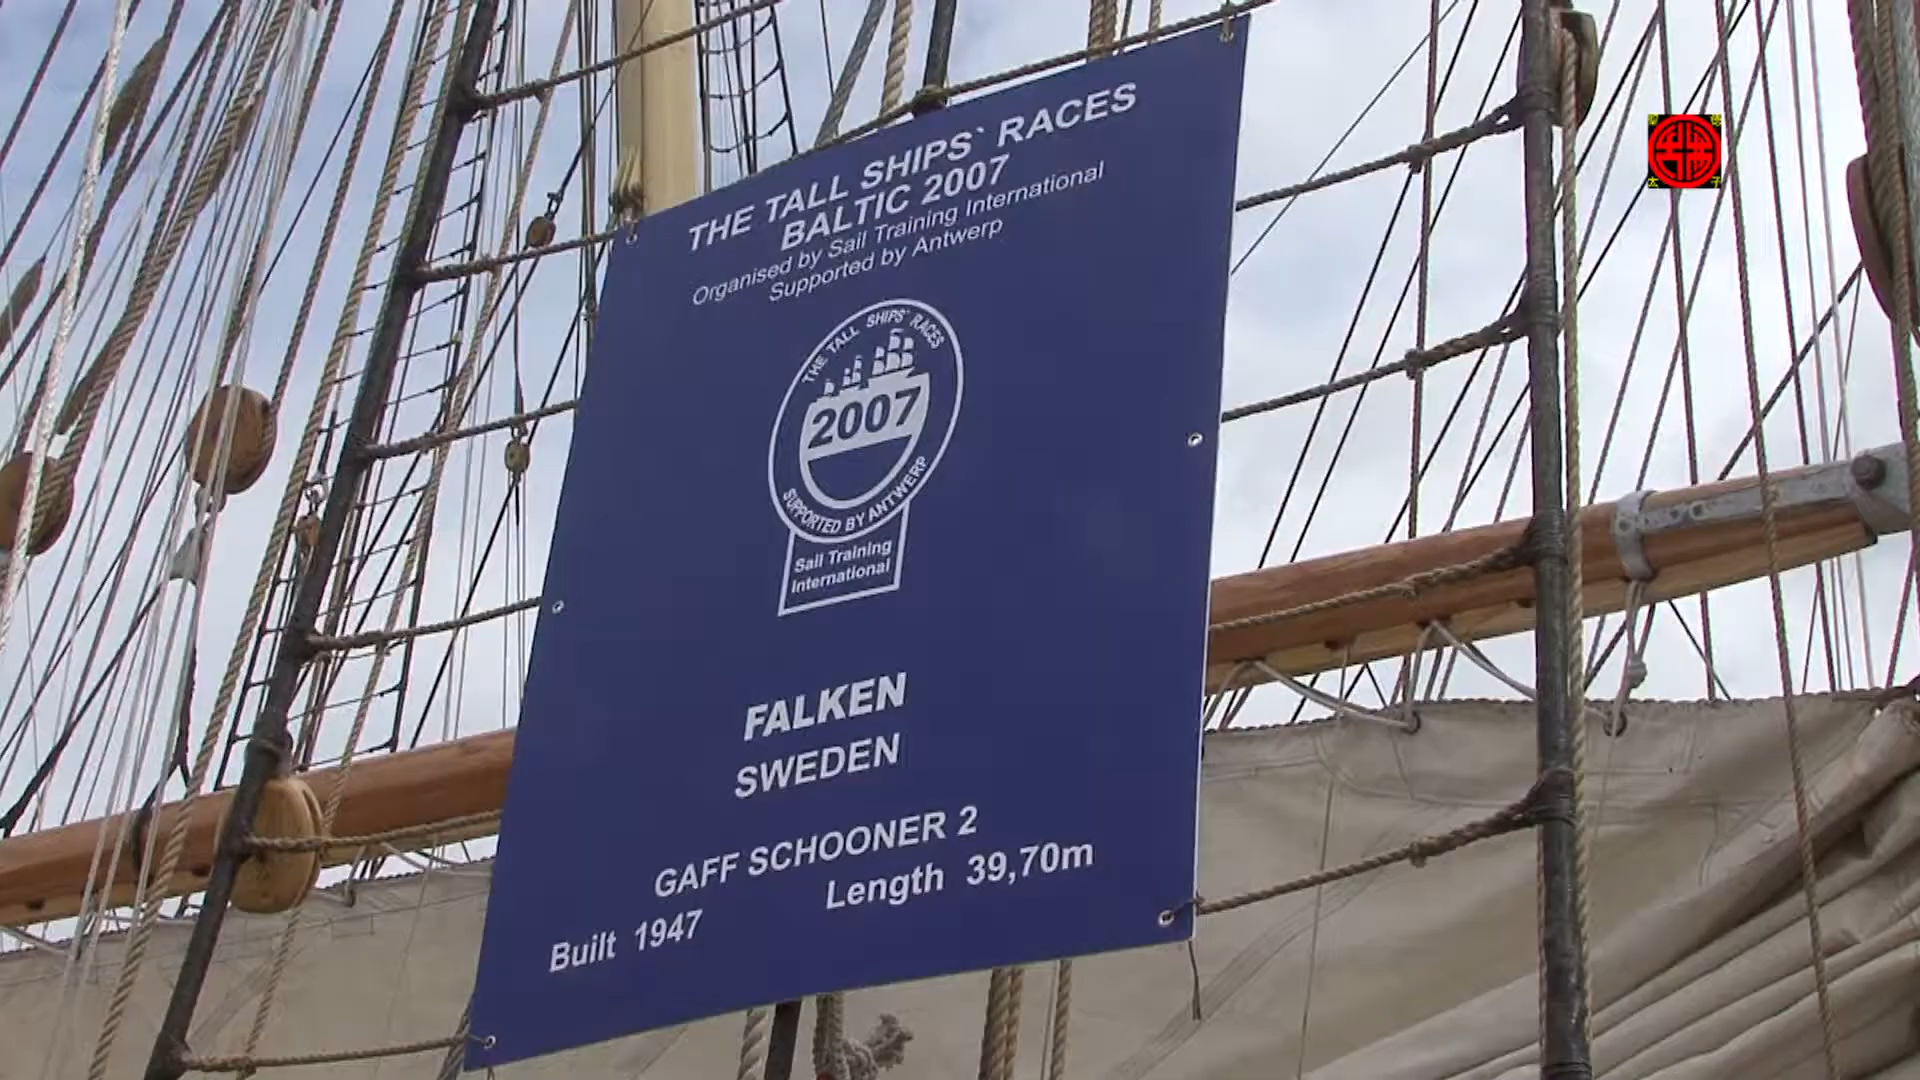 THE TALL SHIPS` RACES
BALTIC 2007
Organised by Sail Training International
Supported by Antwerp
THE TALL SHIPS` RACES
2007
SUPPORTED BY ANTWERP
Sail Training
International
FALKEN
SWEDEN
GAFF SCHOONER 2
Built 1947 Length 39,70m